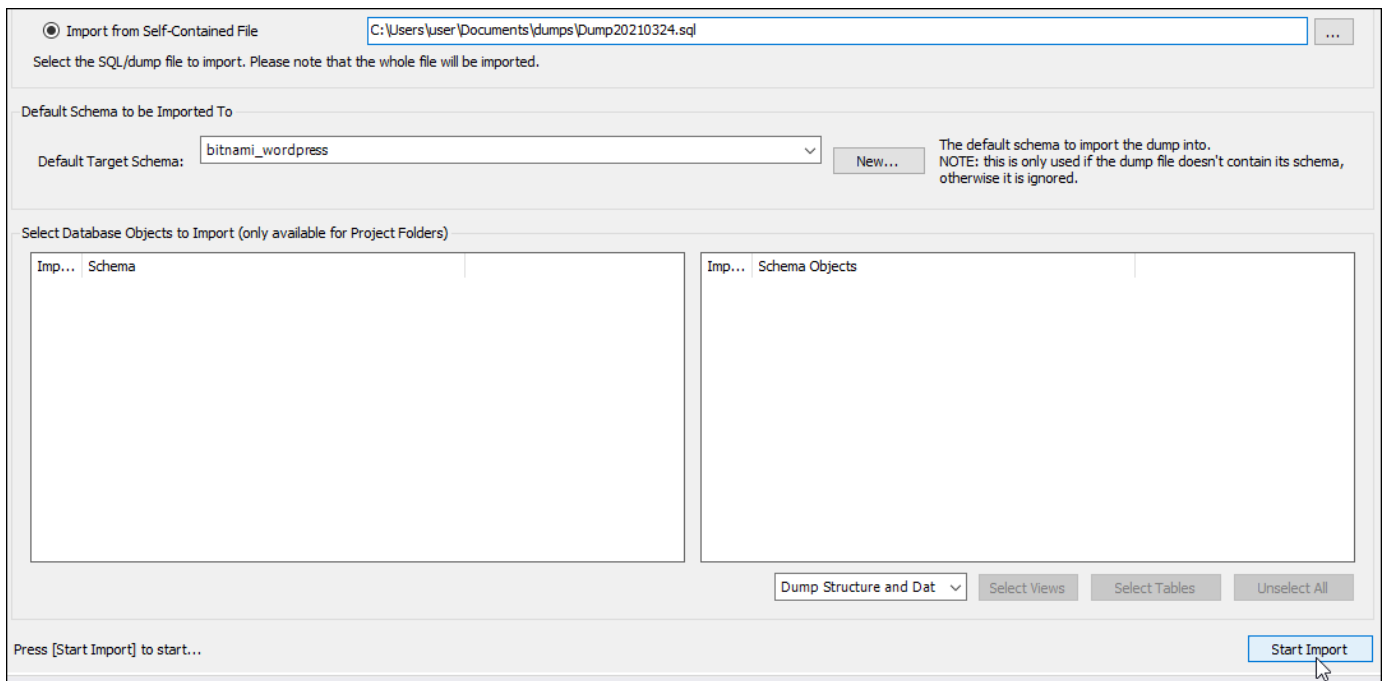 Import from Self-Contained File
C:\Users\user\Documents\dumps\Dump20210324.sql
...
Select the SQL/dump file to import. Please note that the whole file will be imported.
Default Schema to be Imported To
Default Target Schema:
bitnami_wordpress
New...
The default schema to import the dump into.
NOTE: this is only used if the dump file doesn't contain its schema,
otherwise it is ignored.
Select Database Objects to Import (only available for Project Folders)
Imp... Schema
Imp... Schema Objects
Dump Structure and Dat
Select Views
Select Tables
Unselect All
Press [Start Import] to start...
Start Import